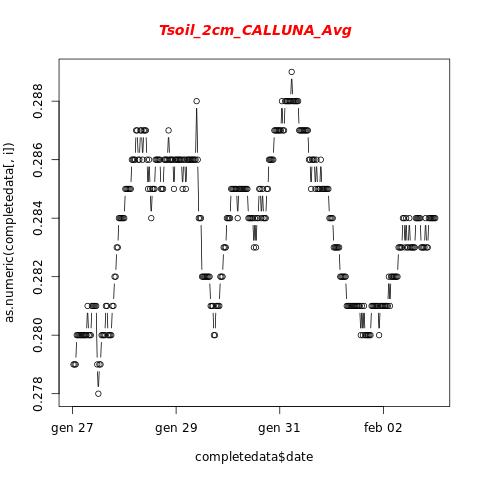 Tsoil_2cm_CALLUNA_Avg
as.numeric(completedata[, i])
0.288
0.286
0.284
0.282
0.280
0.278
gen 27
gen 29
gen 31
feb 02
completedata$date